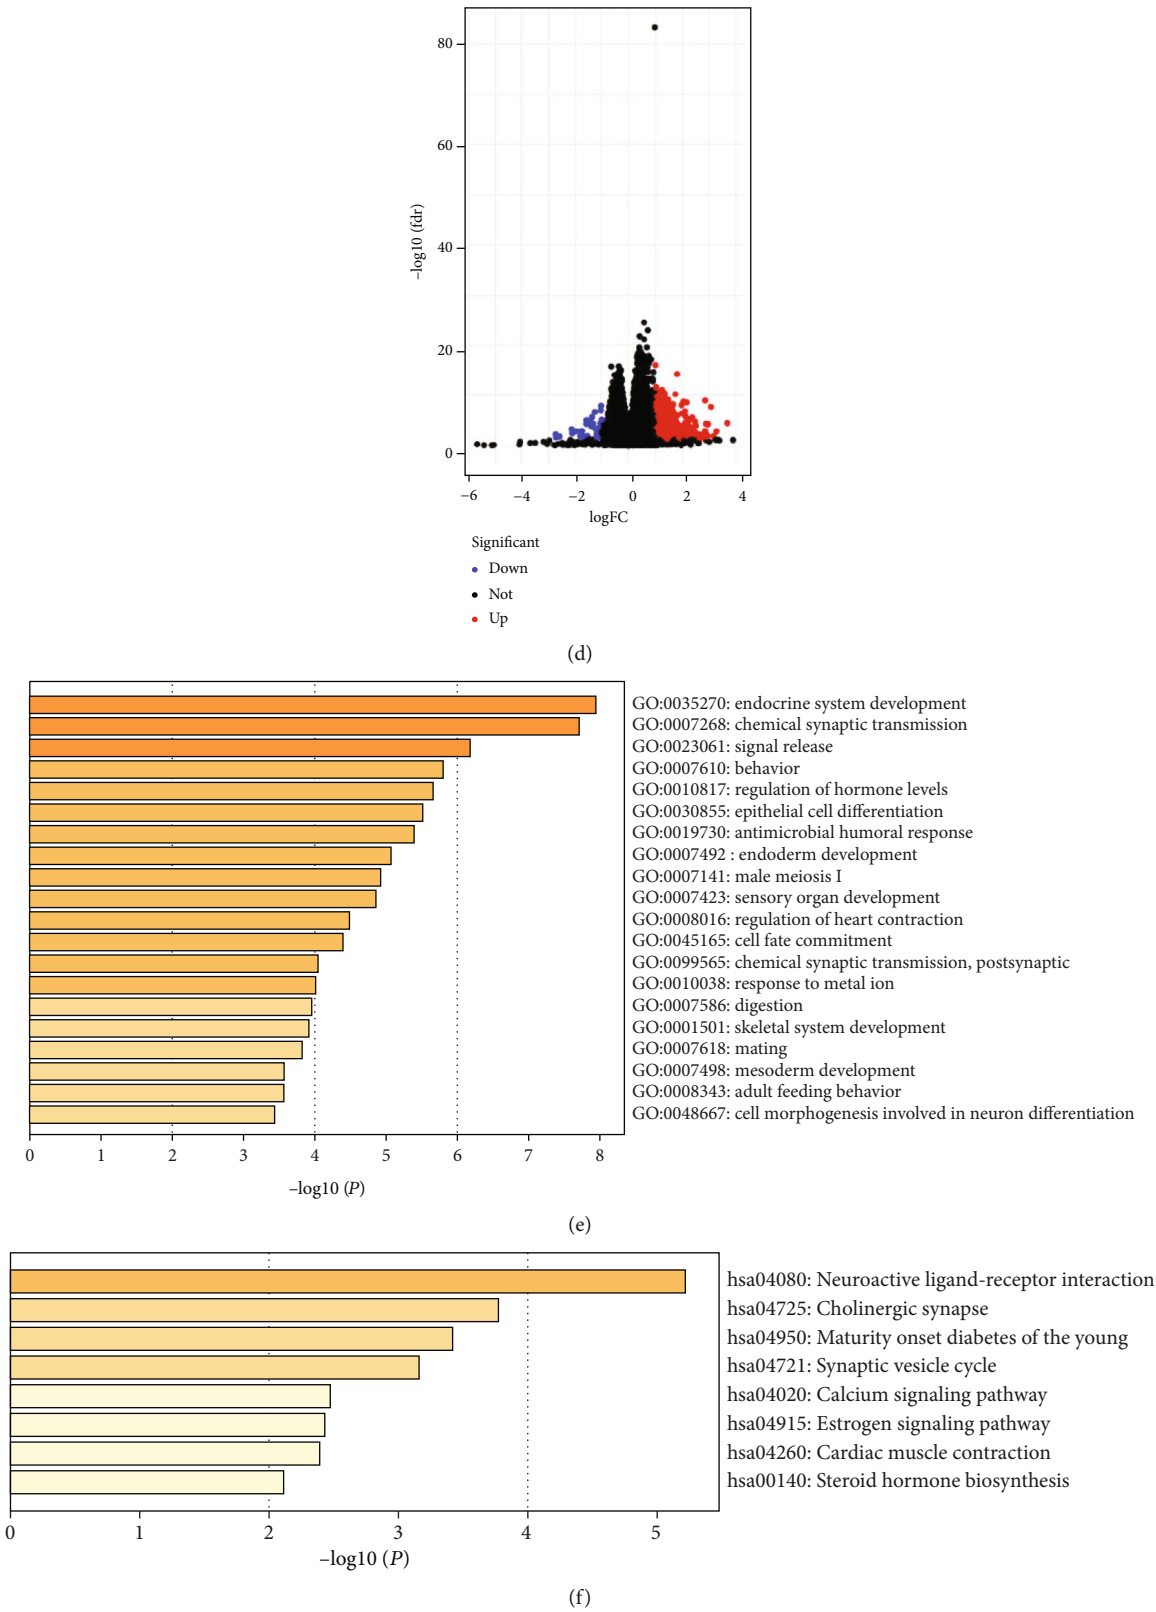 80
60
40
20
0
–log10 (fdr)
−6 −4 −2 0 2 4
logFC
Significant
Down
Not
Up
(d)
GO:0035270: endocrine system development
GO:0007268: chemical synaptic transmission
GO:0023061: signal release
GO:0007610: behavior
GO:0010817: regulation of hormone levels
GO:0030855: epithelial cell differentiation
GO:0019730: antimicrobial humoral response
GO:0007492 : endoderm development
GO:0007141: male meiosis I
GO:0007423: sensory organ development
GO:0008016: regulation of heart contraction
GO:0045165: cell fate commitment
GO:0099565: chemical synaptic transmission, postsynaptic
GO:0010038: response to metal ion
GO:0007586: digestion
GO:0001501: skeletal system development
GO:0007618: mating
GO:0007498: mesoderm development
GO:0008343: adult feeding behavior
GO:0048667: cell morphogenesis involved in neuron differentiation
0 1 2 3 4 5 6 7 8
–log10 (P)
(e)
hsa04080: Neuroactive ligand-receptor interaction
hsa04725: Cholinergic synapse
hsa04950: Maturity onset diabetes of the young
hsa04721: Synaptic vesicle cycle
hsa04020: Calcium signaling pathway
hsa04915: Estrogen signaling pathway
hsa04260: Cardiac muscle contraction
hsa00140: Steroid hormone biosynthesis
0 1 2 3 4 5
–log10 (P)
(f)